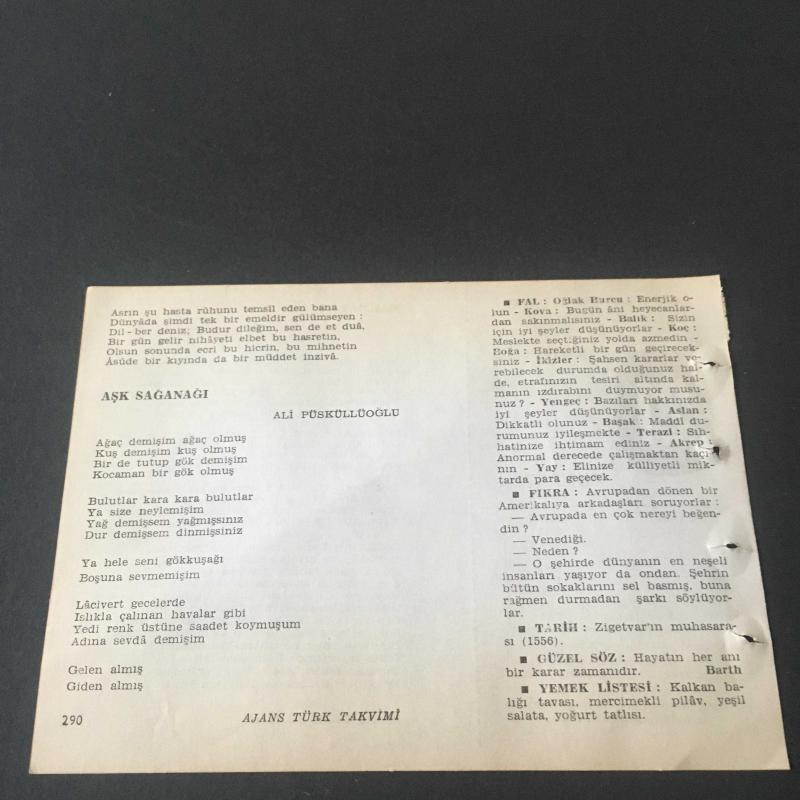 Asrın şu hasta rûhunu temsil eden bana
Dünyâda şimdi tek bir emeldir gülümseyen :
Dil - ber deniz; Budur dileğim, sen de et duâ,
Bir gün gelir nihâyeti elbet bu hasretin,
Olsun sonunda ecri bu hicrin, bu mihnetin
Âsûde bir kıyında da bir müddet inzivâ.
AŞK SAĞANAĞI
ALİ PÜSKÜLLÜOĞLU
Ağaç demişim ağaç olmuş
Kuş demişim kuş olmuş
Bir de tutup gök demişim
Kocaman bir gök olmuş
Bulutlar kara kara bulutlar
Ya size neylemişim
Yağ demişsem yağmışsınız
Dur demişsem dinmişsiniz
Ya hele seni gökkuşağı
Boşuna sevmemişim
Lâcivert gecelerde
Islıkla çalınan havalar gibi
Yedi renk üstüne saadet koymuşum
Adına sevdâ demişim
Gelen almış
Giden almış
290
AJANS TÜRK TAKVİMİ
■ FAL : Oğlak Burcu : Enerjik o-
lun - Kova : Bugün âni heyecanlar-
dan sakınmalısınız - Balık : Sizin
için iyi şeyler düşünüyorlar - Koç :
Meslekte seçtiğiniz yolda azmedin -
Boğa : Hareketli bir gün geçirecek-
siniz - İkizler : Şahsen kararlar ve-
rebilecek durumda olduğunuz hal-
de, etrafınızın tesiri altında kal-
manın ızdırabını duymuyor musu-
nuz ? - Yengeç : Bazıları hakkınızda
iyi şeyler düşünüyorlar - Aslan :
Dikkatli olunuz - Başak : Maddî du-
rumunuz iyileşmekte - Terazi : Sıh-
hatinize ihtimam ediniz - Akrep :
Anormal derecede çalışmaktan kaçı-
nın - Yay : Elinize külliyetli mik-
tarda para geçecek.
■ FIKRA : Avrupadan dönen bir
Amerikalıya arkadaşları soruyorlar :
— Avrupada en çok nereyi beğen-
din ?
— Venediği.
— Neden ?
— O şehirde dünyanın en neşeli
insanları yaşıyor da ondan. Şehrin
bütün sokaklarını sel basmış, buna
rağmen durmadan şarkı söylüyor-
lar.
■ TARİH : Zigetvar'ın muhasara-
sı (1556).
■ GÜZEL SÖZ : Hayatın her anı
bir karar zamanıdır. Barth
■ YEMEK LİSTESİ : Kalkan ba-
lığı tavası, mercimekli pilâv, yeşil
salata, yoğurt tatlısı.